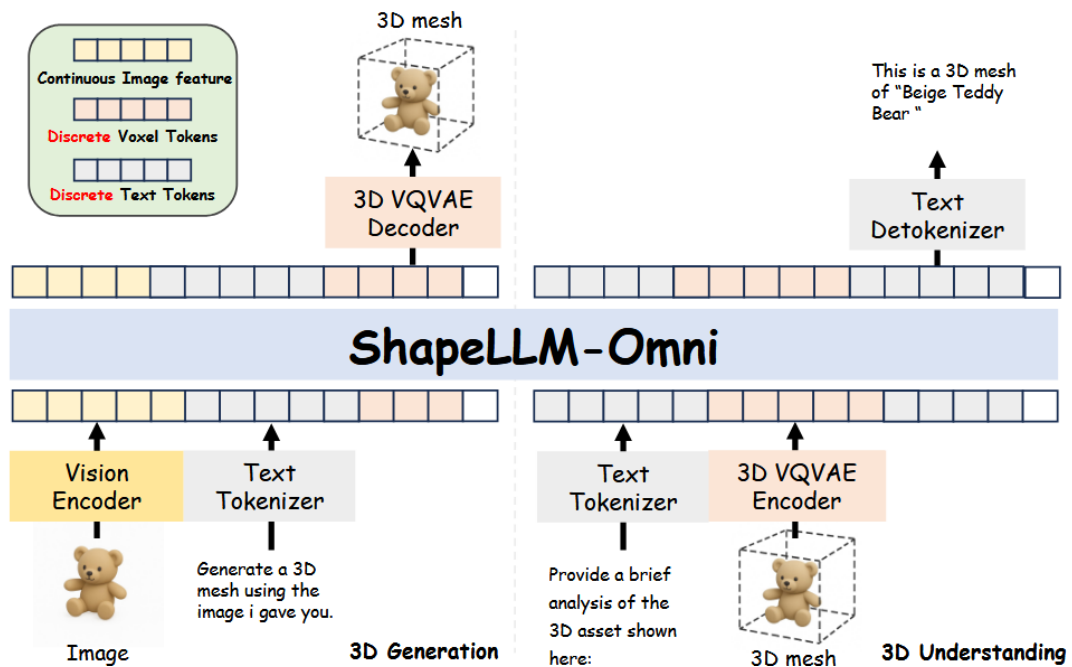 Continuous Image feature
Discrete Voxel Tokens
Discrete Text Tokens
3D mesh
3D VQVAE
Decoder
This is a 3D mesh
of "Beige Teddy
Bear "
Text
Detokenizer
ShapeLLM-Omni
Vision
Encoder
Text
Tokenizer
Generate a 3D
mesh using the
image i gave you.
Image
3D Generation
Text
Tokenizer
3D VQVAE
Encoder
Provide a brief
analysis of the
3D asset shown
here:
3D mesh
3D Understanding